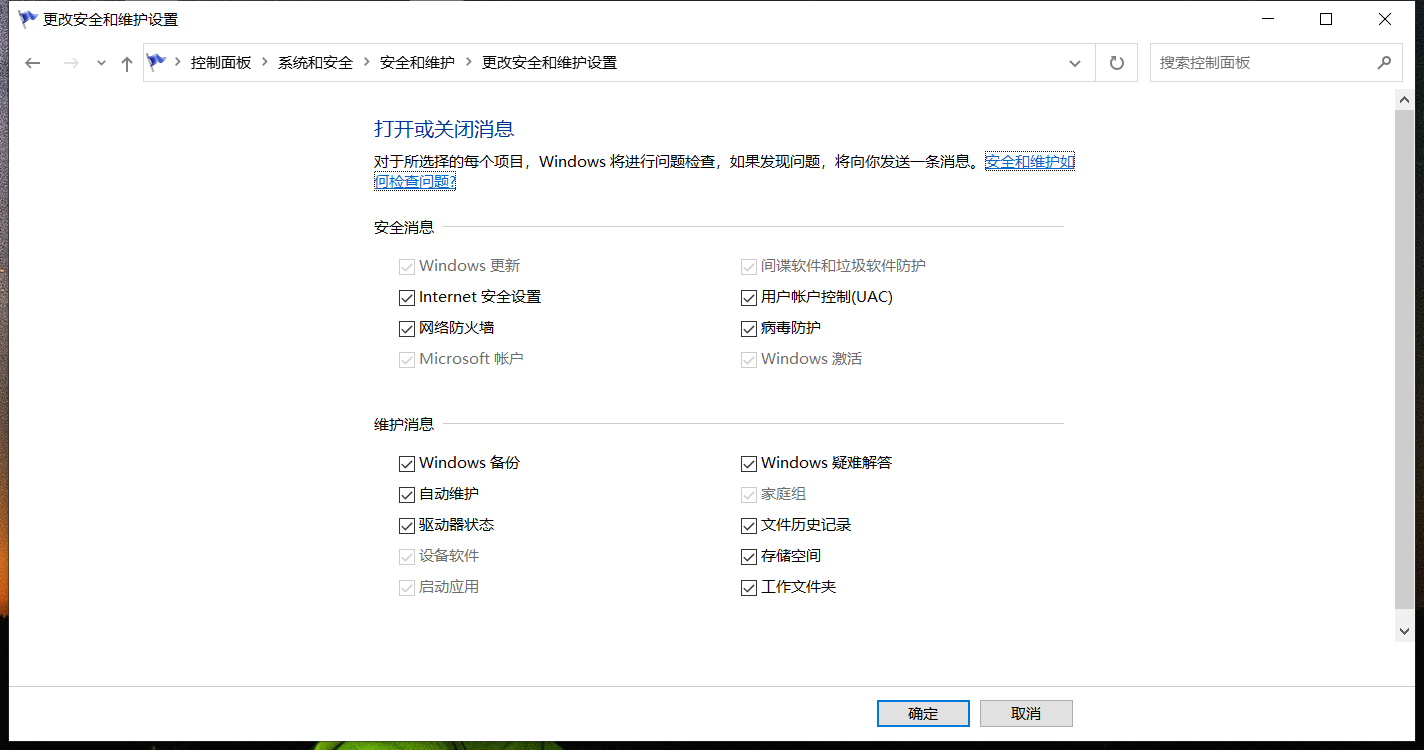 更改安全和维护设置
控制面板 系统和安全 安全和维护 更改安全和维护设置 搜索控制面板
打开或关闭消息
对于所选择的每个项目，Windows 将进行问题检查，如果发现问题，将向你发送一条消息。安全和维护如
何检查问题?
安全消息
Windows 更新 间谍软件和垃圾软件防护
Internet 安全设置 用户帐户控制(UAC)
网络防火墙 病毒防护
Microsoft 帐户 Windows 激活
维护消息
Windows 备份 Windows 疑难解答
自动维护 家庭组
驱动器状态 文件历史记录
设备软件 存储空间
启动应用 工作文件夹
确定 取消